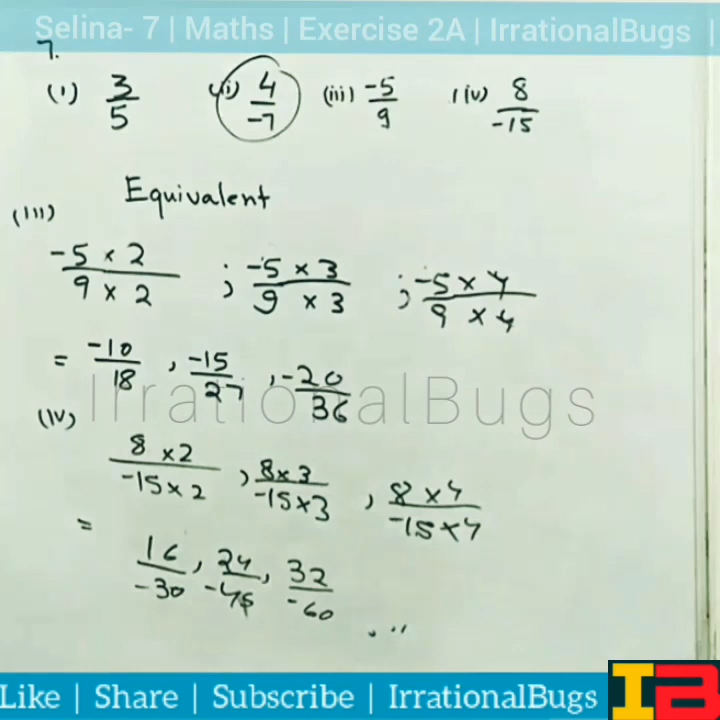 Selina- 7 | Maths | Exercise 2A | IrrationalBugs |
7.
(i) 3/5 (ii) 4/-7 (iii) -5/9 (iv) 8/-15
Equivalent
(iii)
-5 × 2/9 × 2 ; -5 × 3/9 × 3 ; -5 × 4/9 × 4
= -10/18 , -15/27 , -20/36
IrrationalBugs
(iv)
8 × 2/-15 × 2 , 8 × 3/-15 × 3 , 8 × 4/-15 × 4
=
16/-30 , 24/-45 , 32/-60
Like | Share | Subscribe | IrrationalBugs
IB